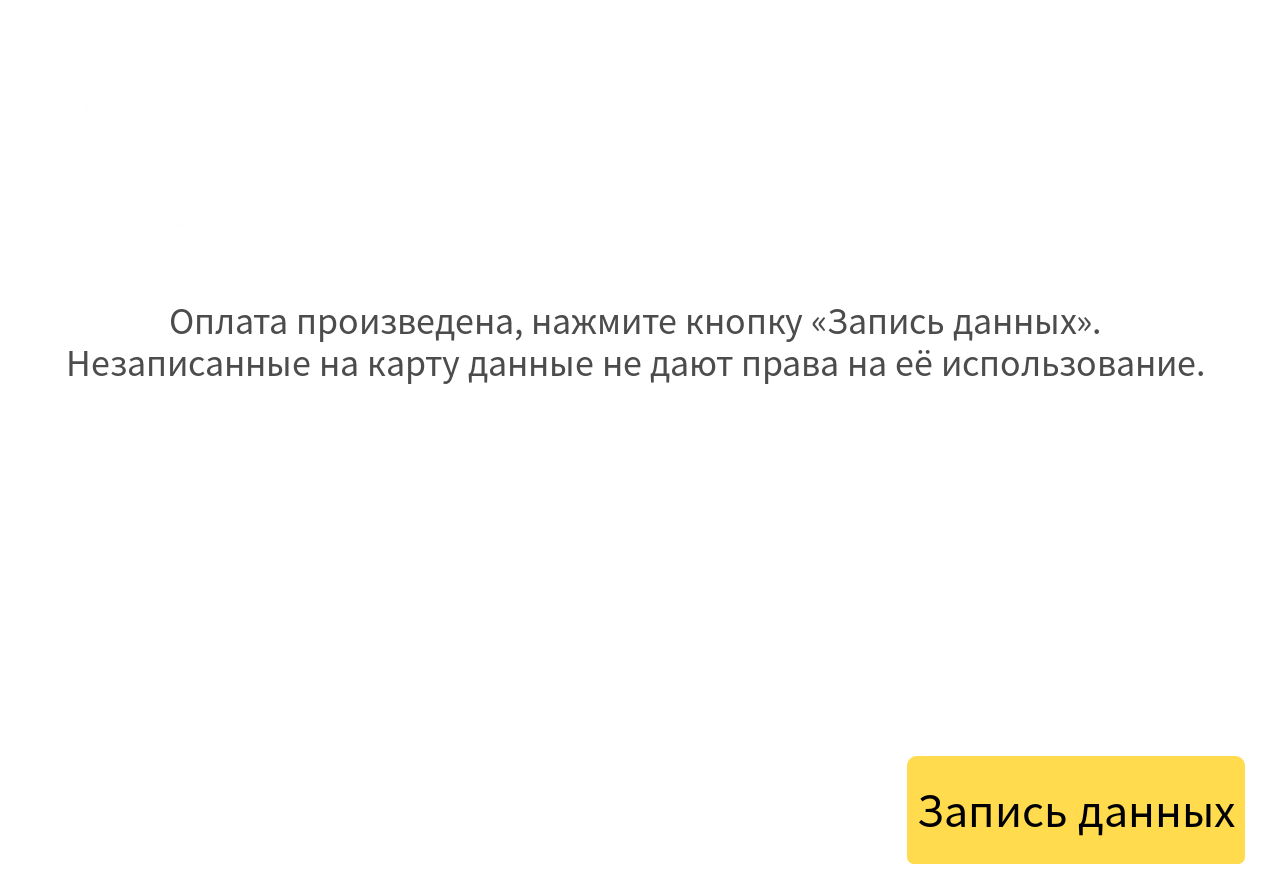 Оплата произведена, нажмите кнопку «Запись данных».
Незаписанные на карту данные не дают права на её использование.
Запись данных